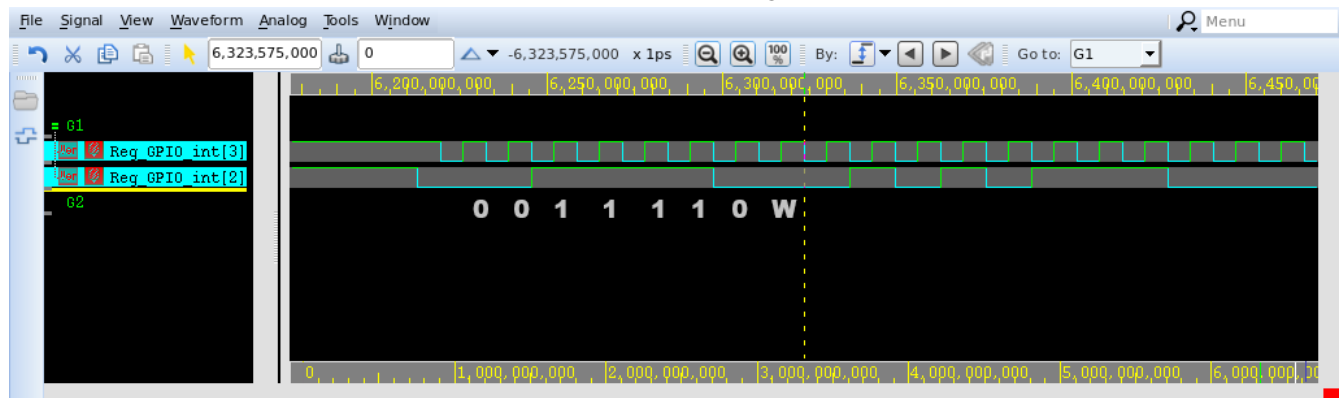 File Signal View Waveform Analog Tools Window Menu
6,323,575,000 0 -6,323,575,000 x 1ps 100 % By: Go to: G1
6,200,000,000 6,250,000,000 6,300,000,000 6,350,000,000 6,400,000,000 6,450,00
= G1
Reg_GPIO_int[3]
Reg_GPIO_int[2]
G2 0 0 1 1 1 1 0 W
0 1,000,000,000 2,000,000,000 3,000,000,000 4,000,000,000 5,000,000,000 6,000,000,00